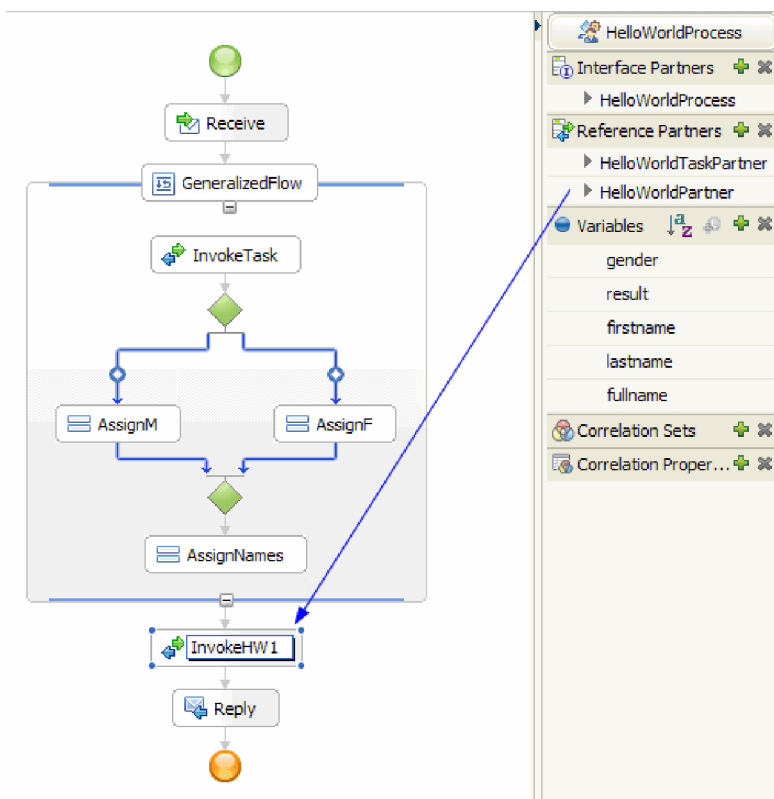 Receive
GeneralizedFlow
InvokeTask
AssignM
AssignF
AssignNames
InvokeHW1
Reply
HelloWorldProcess
Interface Partners
HelloWorldProcess
Reference Partners
HelloWorldTaskPartner
HelloWorldPartner
Variables
gender
result
firstname
lastname
fullname
Correlation Sets
Correlation Proper...